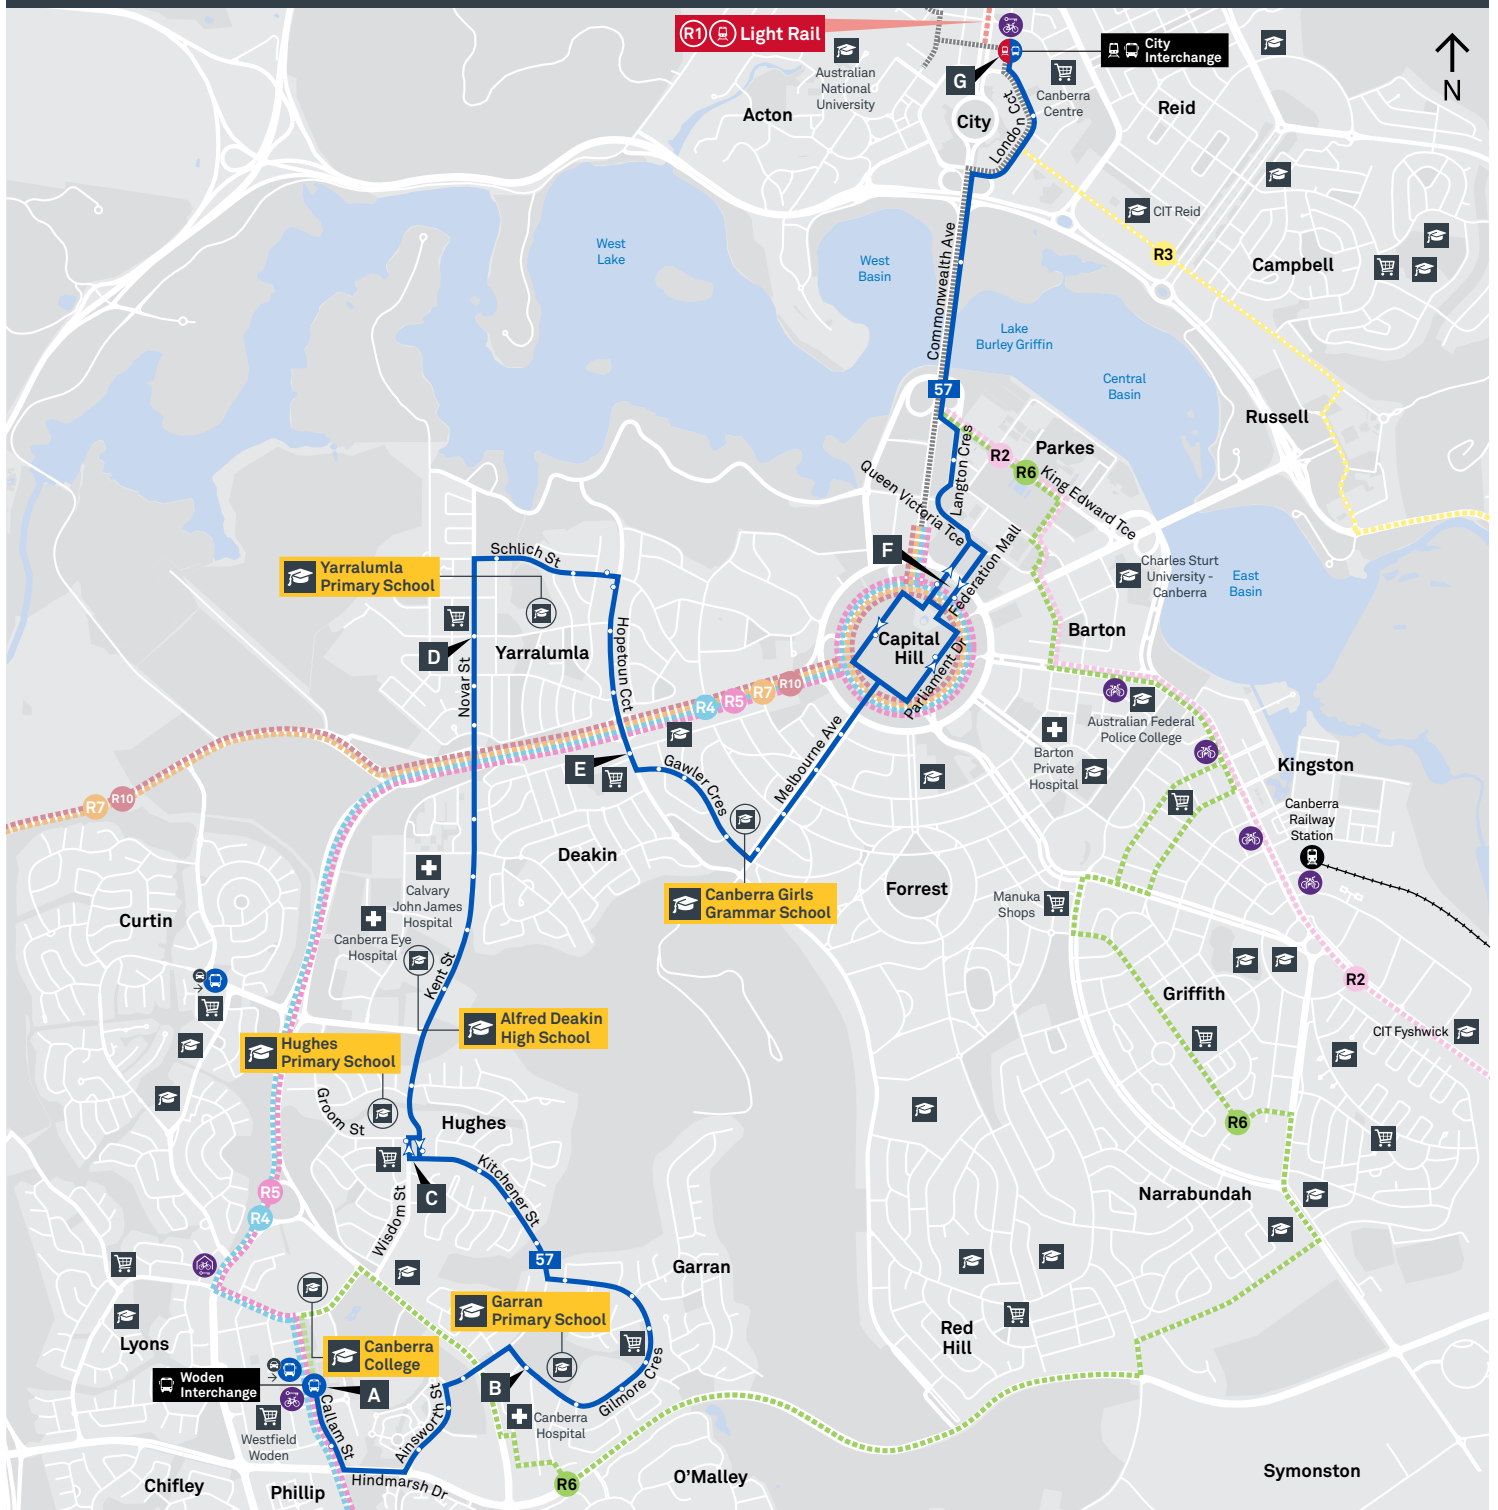 R1 Light Rail
City
Interchange
G
Australian
National
University
Canberra
Centre
N
Acton
City
Reid
London Cct
CIT Reid
West
Lake
West
Basin
Commonwealth Ave
R3
Campbell
Lake
Burley Griffin
Central
Basin
57
Russell
Parkes
R2
R6
Langton Cres
Queen Victoria Tce
King Edward Tce
F
Federation Mall
Schlich St
Yarralumla
Primary School
Charles Sturt
University -
Canberra
East
Basin
Barton
Capital
Hill
Parliament Dr
D
Yarralumla
Hopetoun Cct
Novar St
R4
R5
R7
R10
Australian Federal
Police College
Barton
Private
Hospital
E
Gawler Cres
Melbourne Ave
Kingston
Canberra
Railway
Station
R7
R10
Deakin
Calvary
John James
Hospital
Canberra Eye
Hospital
Canberra Girls
Grammar School
Forrest
Manuka
Shops
Curtin
Kent St
Griffith
R2
Alfred Deakin
High School
CIT Fyshwick
Hughes
Primary School
Groom St
Hughes
R6
Kitchener St
C
R5
R4
Wisdom St
Narrabundah
57
Garran
Garran
Primary School
Red
Hill
Lyons
Canberra
College
Woden
Interchange
A
B
Gilmore Cres
Callam St
Ainsworth St
Canberra
Hospital
Westfield
Woden
Hindmarsh Dr
Chifley
Phillip
R6
O'Malley
Symonston